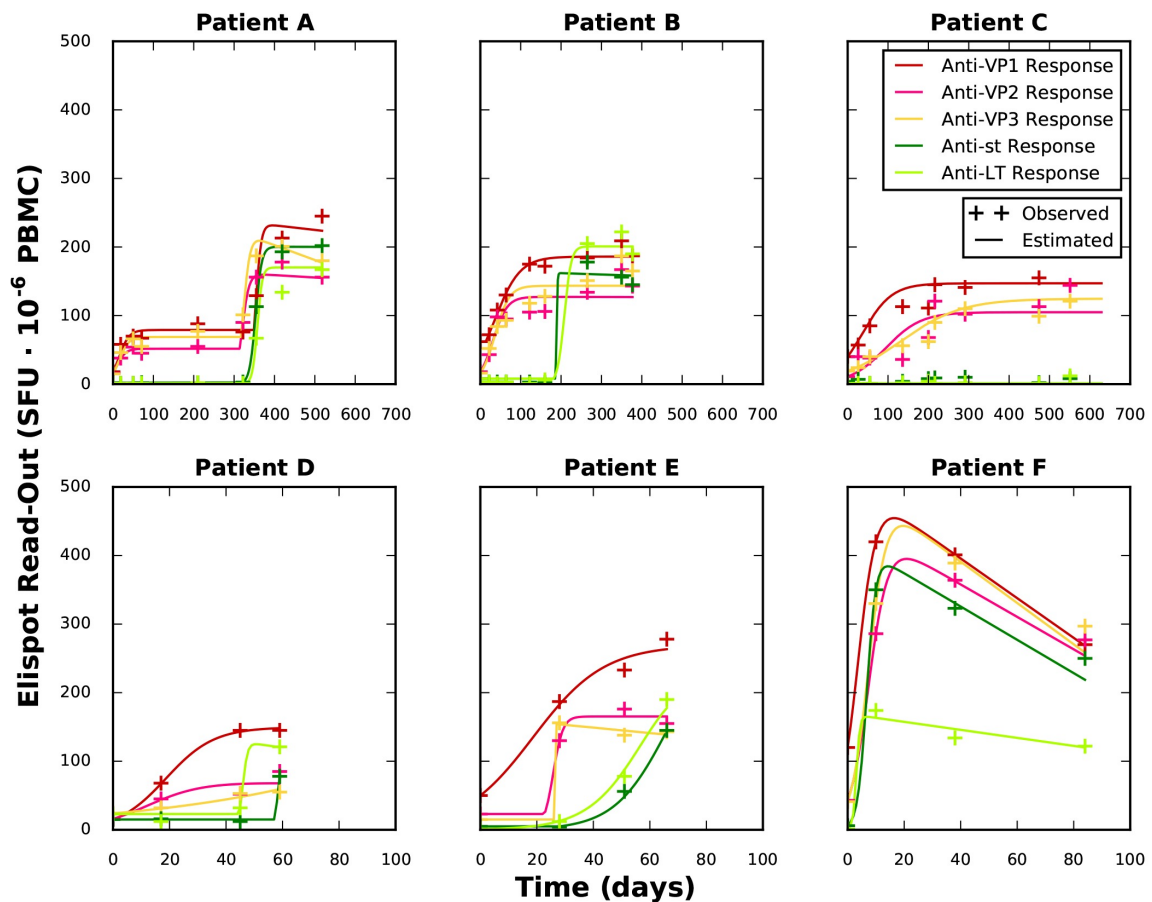 Patient A
Patient B
Patient C
500
400
300
200
100
0
0 100 200 300 400 500 600 700
0 100 200 300 400 500 600 700
0 100 200 300 400 500 600 700
Anti-VP1 Response
Anti-VP2 Response
Anti-VP3 Response
Anti-st Response
Anti-LT Response
Observed
Estimated
Elispot Read-Out (SFU · 10⁻⁶ PBMC)
Patient D
Patient E
Patient F
500
400
300
200
100
0
0 20 40 60 80 100
0 20 40 60 80 100
0 20 40 60 80 100
Time (days)